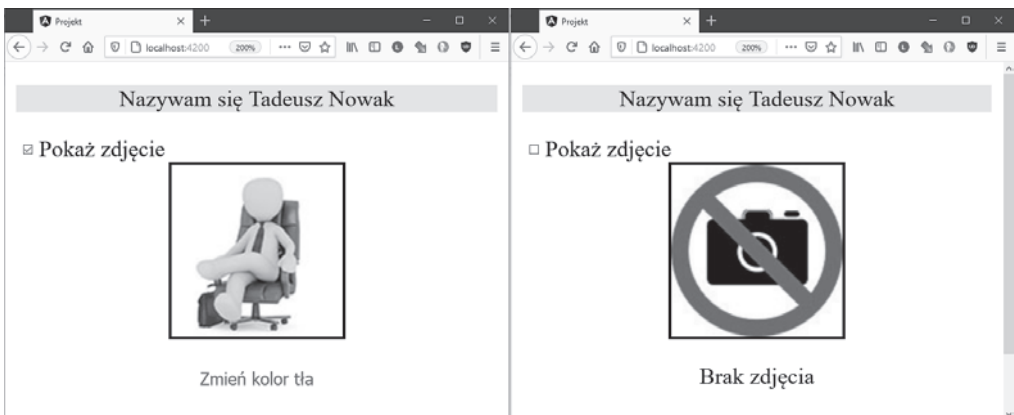 Projekt
localhost:4200
200%
Nazywam się Tadeusz Nowak
Pokaż zdjęcie
Zmień kolor tła
Projekt
localhost:4200
200%
Nazywam się Tadeusz Nowak
Pokaż zdjęcie
Brak zdjęcia